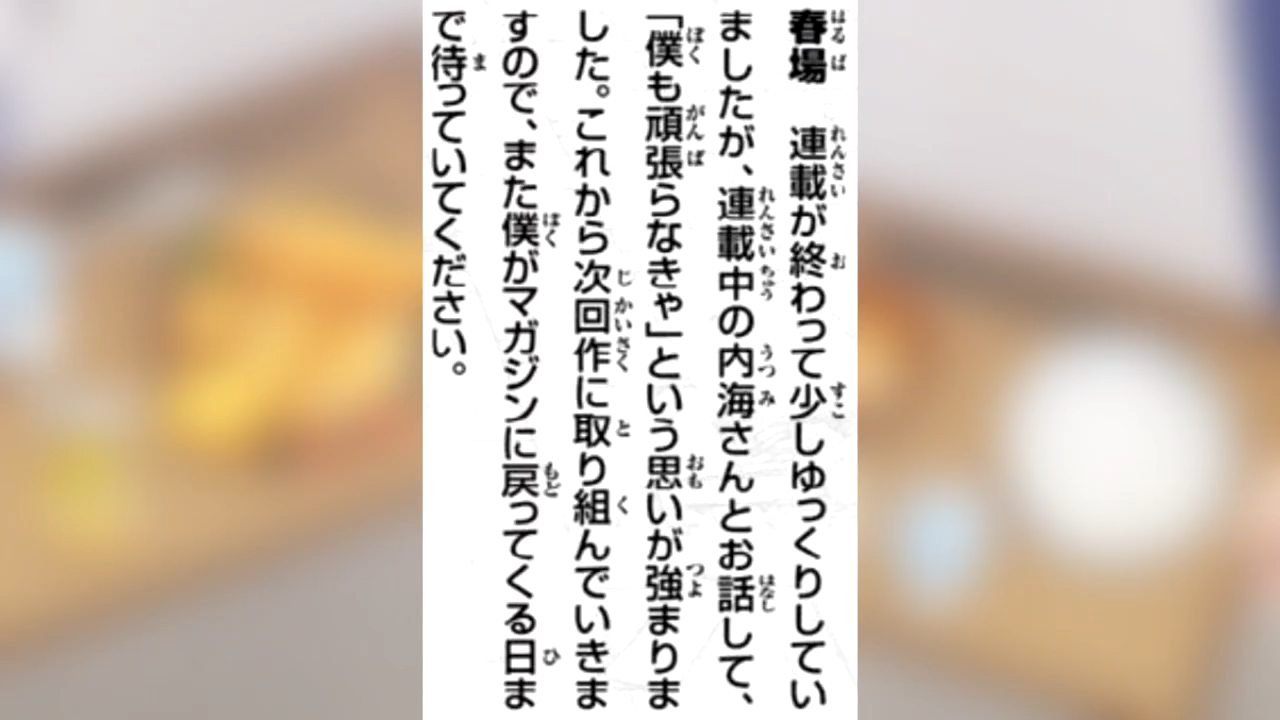 春場　連載が終わって少しゆっくりしてい
ましたが、連載中の内海さんとお話して、
「僕も頑張らなきゃ」という思いが強まりま
した。これから次回作に取り組んでいきま
すので、また僕がマガジンに戻ってくる日ま
で待っていてください。